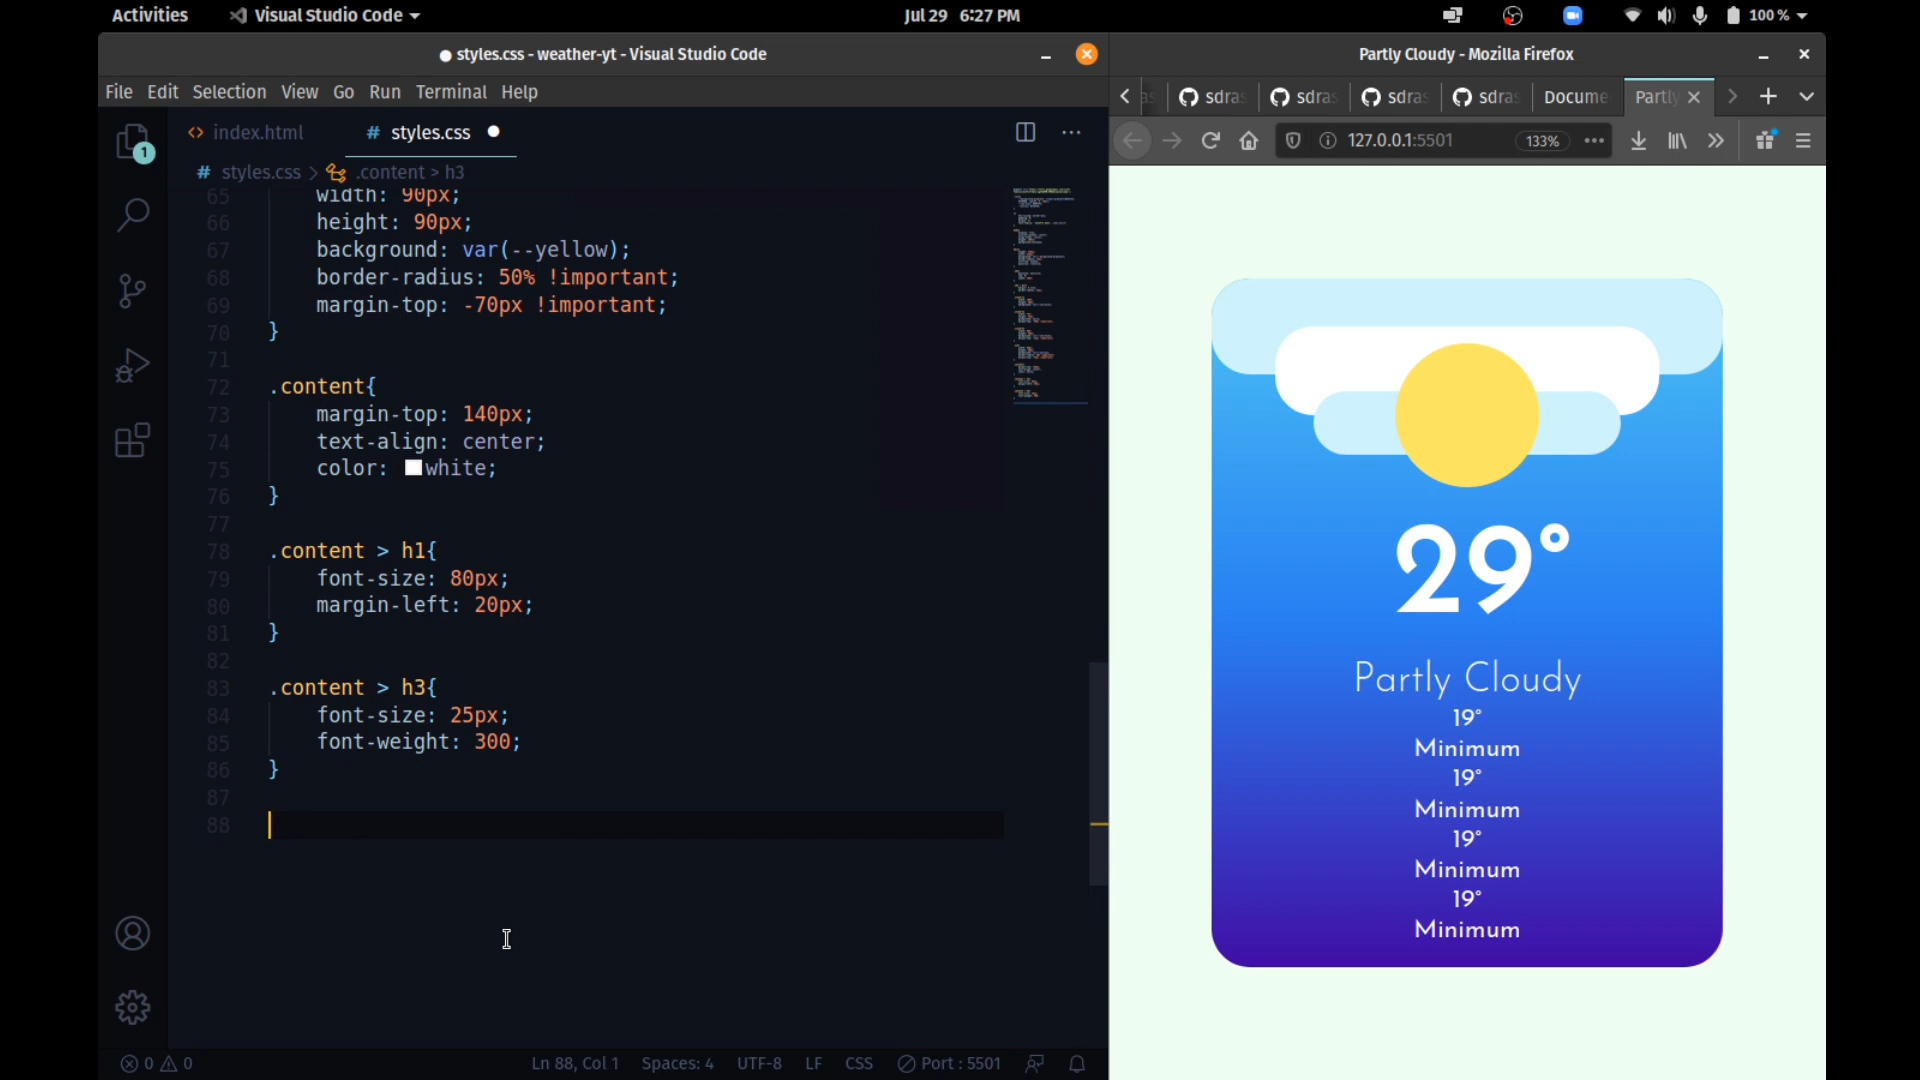 Activities
Visual Studio Code
Jul 29 6:27 PM
100 %
styles.css - weather-yt - Visual Studio Code
File Edit Selection View Go Run Terminal Help
index.html
# styles.css
# styles.css > .content > h3
1
65 width: 90px;
66 height: 90px;
67 background: var(--yellow);
68 border-radius: 50% !important;
69 margin-top: -70px !important;
70 }
71
72 .content{
73 margin-top: 140px;
74 text-align: center;
75 color: white;
76 }
77
78 .content > h1{
79 font-size: 80px;
80 margin-left: 20px;
81 }
82
83 .content > h3{
84 font-size: 25px;
85 font-weight: 300;
86 }
87
88
0 0
Ln 88, Col 1 Spaces: 4 UTF-8 LF CSS Port : 5501
Partly Cloudy - Mozilla Firefox
sdras sdras sdras sdras Docume Partly
127.0.0.1:5501 133%
29°
Partly Cloudy
19°
Minimum
19°
Minimum
19°
Minimum
19°
Minimum